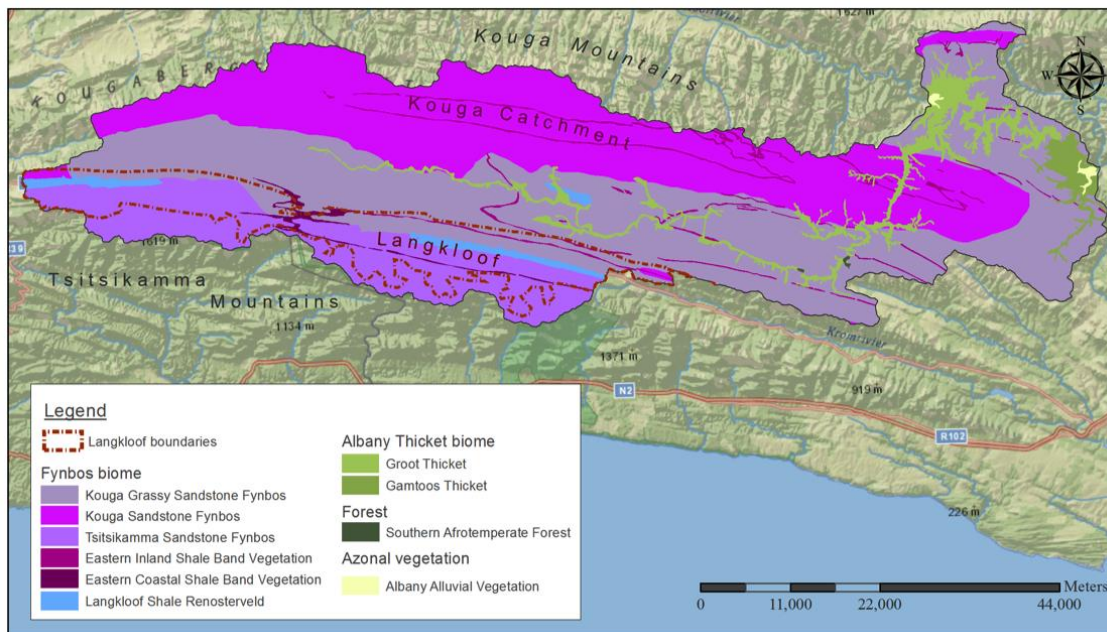 1627 m
Kouga Mountains
N
W
E
S
KOUGABERG
Kouga Catchment
R39
1619 m
Langkloof
Tsitsikamma
Mountains
1134 m
1371 m
Kromrivier
919 m
N2
R102
226 m
Legend
Langkloof boundaries
Fynbos biome
Kouga Grassy Sandstone Fynbos
Kouga Sandstone Fynbos
Tsitsikamma Sandstone Fynbos
Eastern Inland Shale Band Vegetation
Eastern Coastal Shale Band Vegetation
Langkloof Shale Renosterveld
Albany Thicket biome
Groot Thicket
Gamtoos Thicket
Forest
Southern Afrotemperate Forest
Azonal vegetation
Albany Alluvial Vegetation
Meters
0 11,000 22,000 44,000